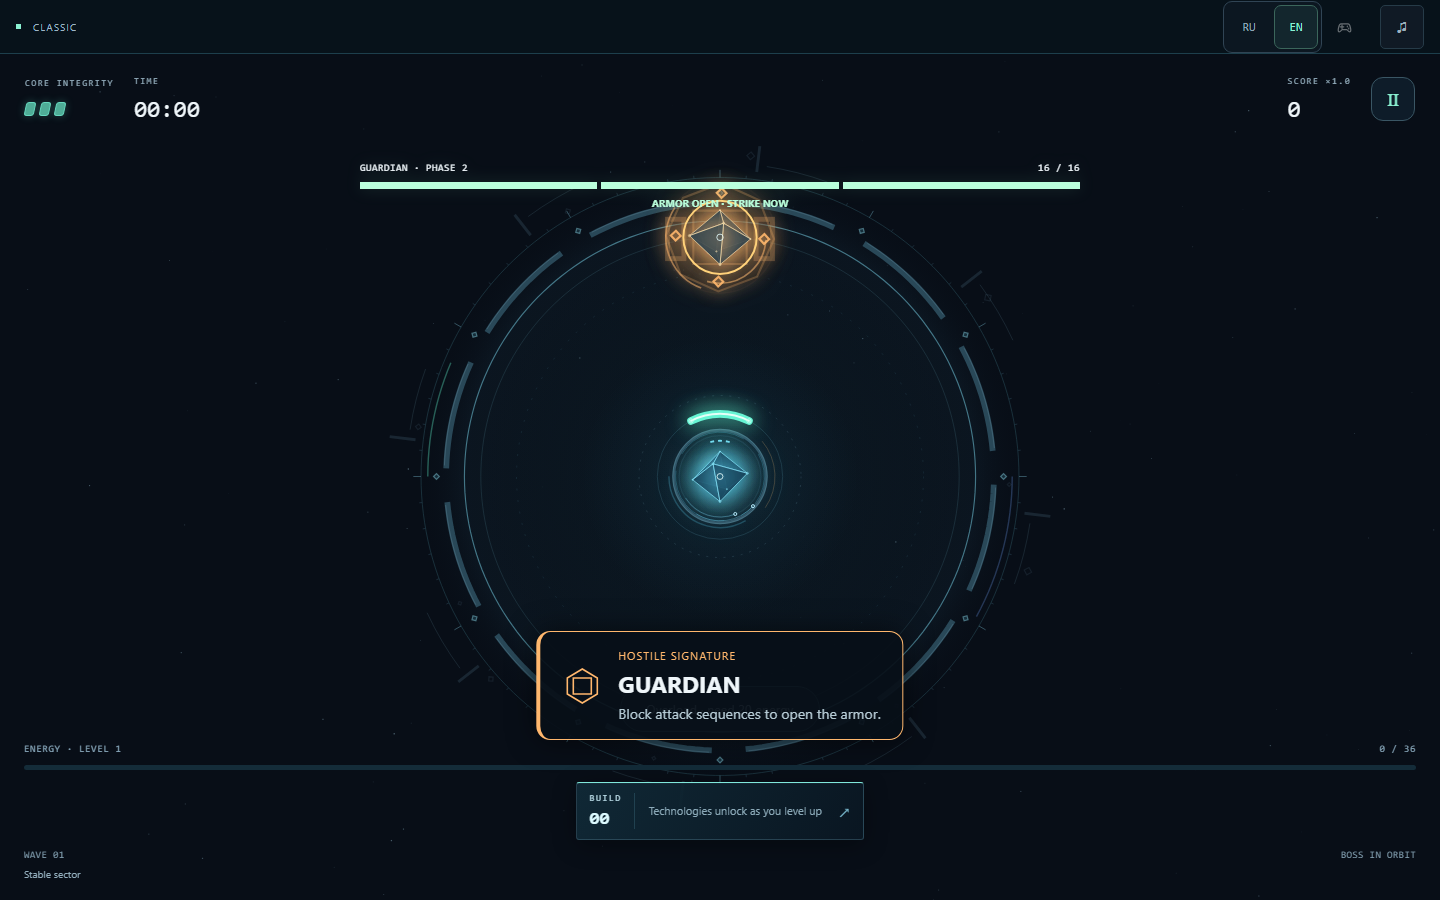 CLASSIC
RU
EN
CORE INTEGRITY
TIME
00:00
SCORE ×1.0
0
II
GUARDIAN · PHASE 2
16 / 16
ARMOR OPEN · STRIKE NOW
HOSTILE SIGNATURE
GUARDIAN
Block attack sequences to open the armor.
ENERGY · LEVEL 1
0 / 36
BUILD
00
Technologies unlock as you level up
WAVE 01
Stable sector
BOSS IN ORBIT